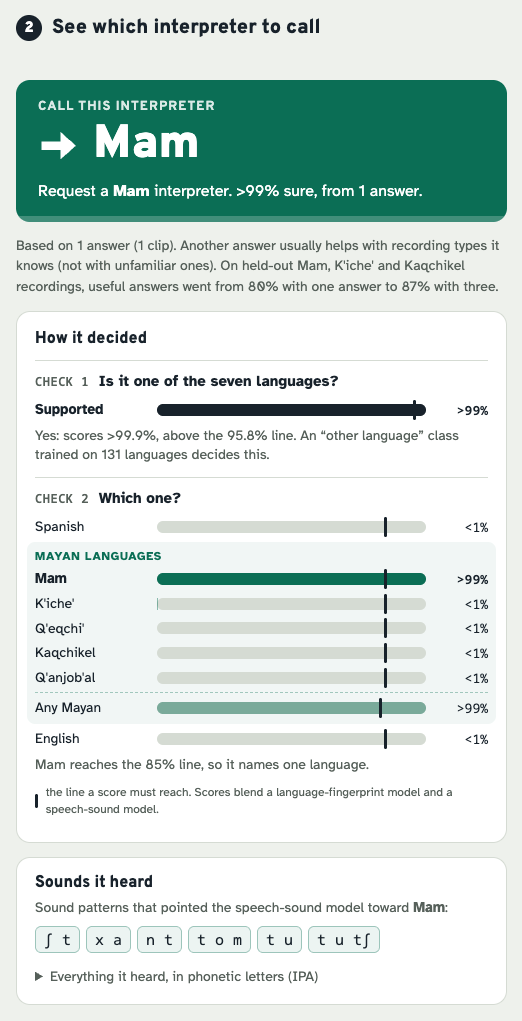 2 See which interpreter to call
CALL THIS INTERPRETER
→ Mam
Request a Mam interpreter. >99% sure, from 1 answer.
Based on 1 answer (1 clip). Another answer usually helps with recording types it
knows (not with unfamiliar ones). On held-out Mam, K'iche' and Kaqchikel
recordings, useful answers went from 80% with one answer to 87% with three.
How it decided
CHECK 1 Is it one of the seven languages?
Supported >99%
Yes: scores >99.9%, above the 95.8% line. An “other language” class
trained on 131 languages decides this.
CHECK 2 Which one?
Spanish <1%
MAYAN LANGUAGES
Mam >99%
K'iche' <1%
Q'eqchi' <1%
Kaqchikel <1%
Q'anjob'al <1%
Any Mayan >99%
English <1%
Mam reaches the 85% line, so it names one language.
the line a score must reach. Scores blend a language-fingerprint model and a
speech-sound model.
Sounds it heard
Sound patterns that pointed the speech-sound model toward Mam:
ʃ t x a n t t o m t u t u tʃ
▶ Everything it heard, in phonetic letters (IPA)